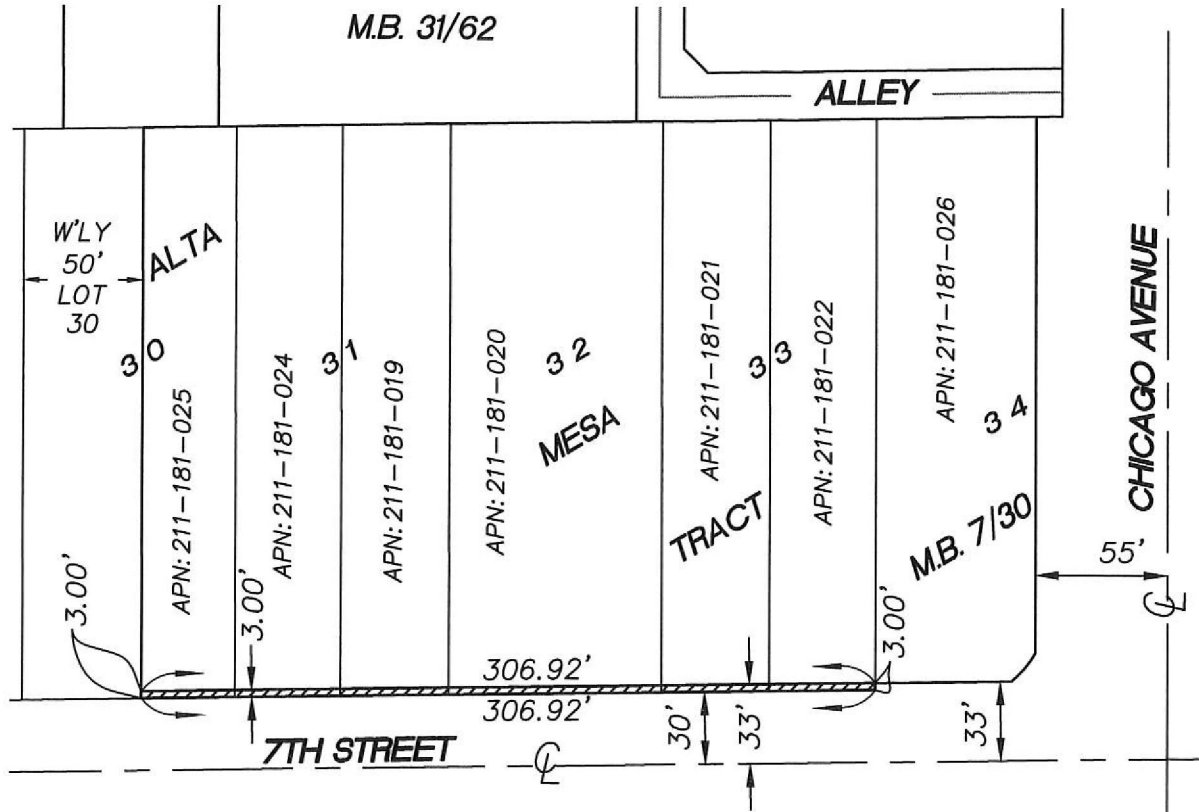 M.B. 31/62
ALLEY
W'LY
50'
LOT
30
ALTA
30
31
32
33
34
APN: 211-181-025
APN: 211-181-024
APN: 211-181-019
APN: 211-181-020
APN: 211-181-021
APN: 211-181-022
APN: 211-181-026
MESA
TRACT
M.B. 7/30
CHICAGO AVENUE
55'
℄
3.00'
3.00'
306.92'
3.00'
306.92'
30'
33'
33'
7TH STREET
℄